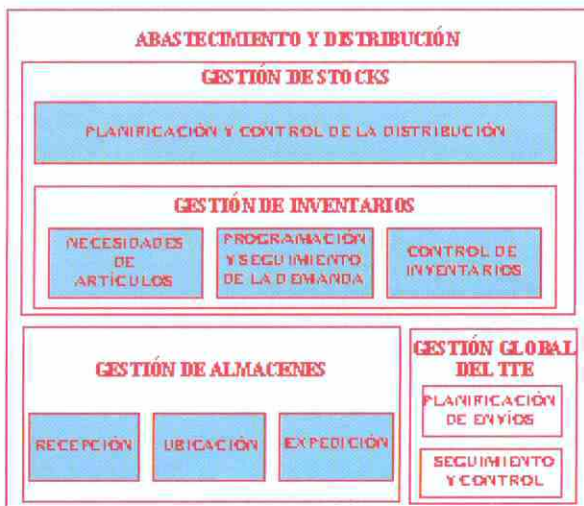 ABASTECIMIENTO Y DISTRIBUCIÓN
GESTIÓN DE STOCKS
PLANIFICACIÓN Y CONTROL DE LA DISTRIBUCIÓN
GESTIÓN DE INVENTARIOS
NECESIDADES
DE
ARTÍCULOS
PROGRAMACIÓN
Y SEGUIMIENTO
DE LA DEMANDA
CONTROL DE
INVENTARIOS
GESTIÓN DE ALMACENES
RECEPCIÓN
UBICACIÓN
EXPEDICIÓN
GESTIÓN GLOBAL
DEL TTE
PLANIFICACIÓN
DE ENVÍOS
SEGUIMIENTO
Y CONTROL